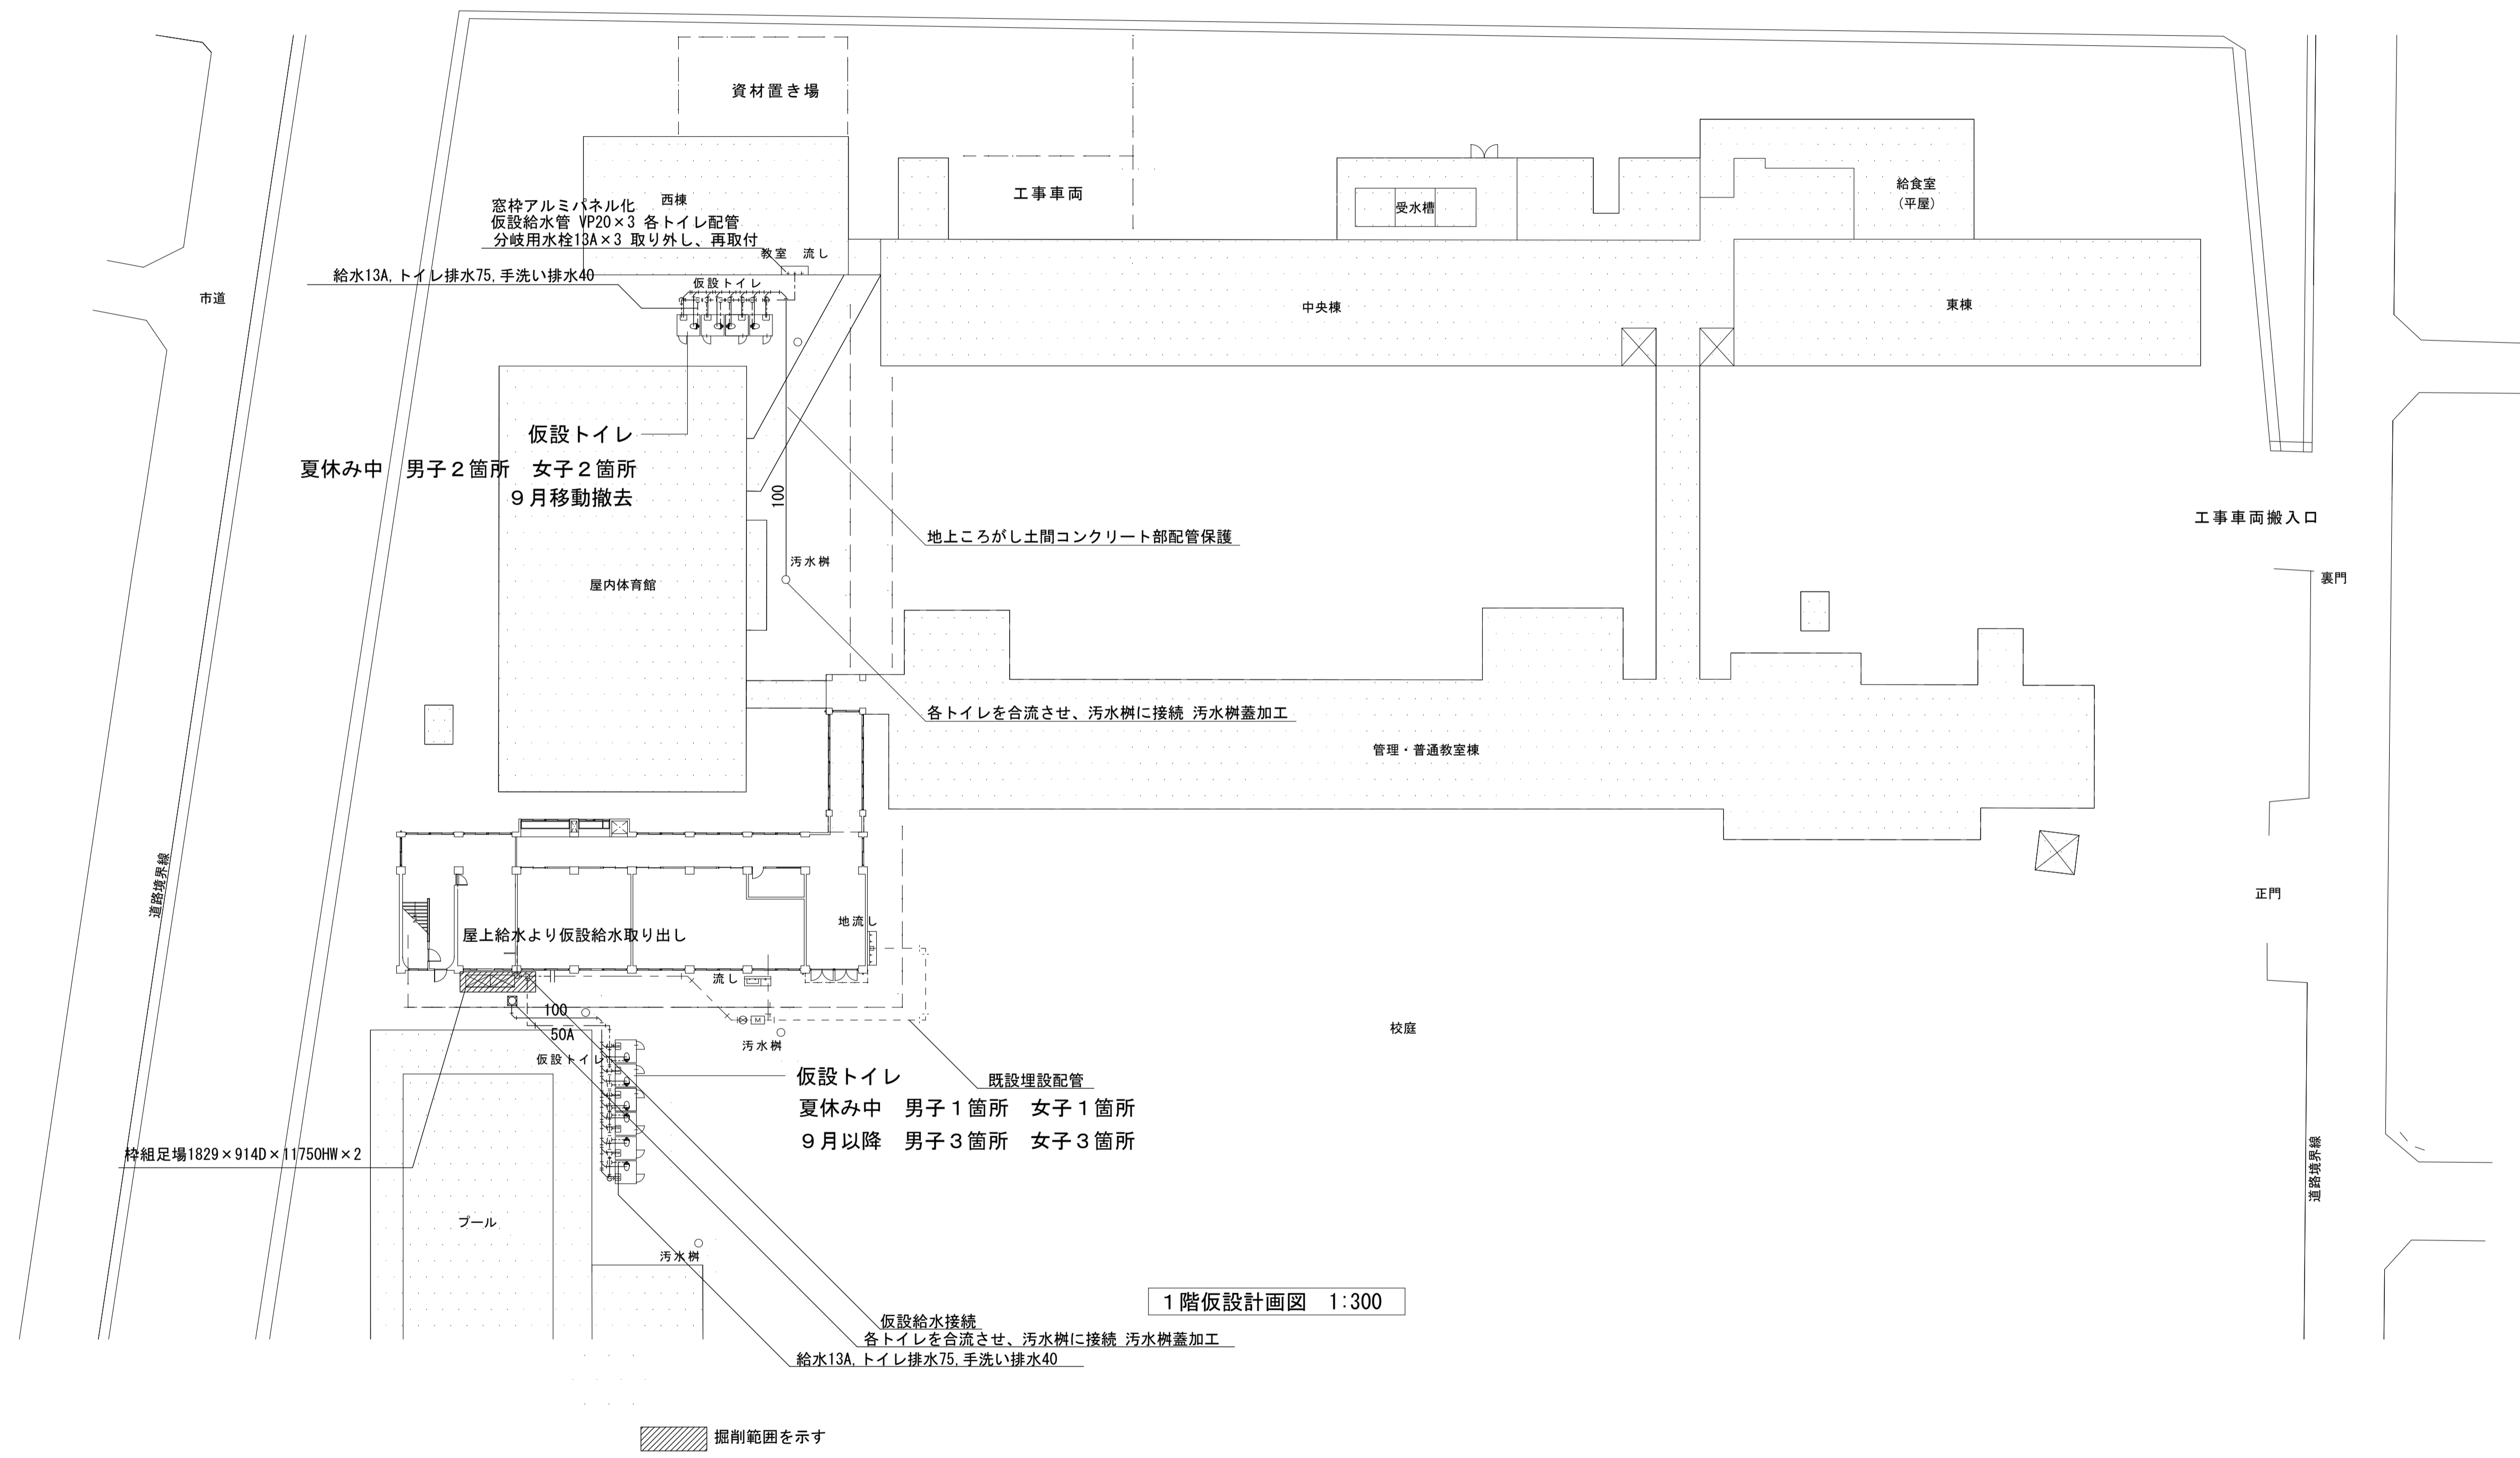 資材置き場
工事車両
西棟
窓枠アルミパネル化
仮設給水管 VP20×3 各トイレ配管
分岐用水栓13A×3 取り外し、再取付
教室 流し
給水13A,トイレ排水75,手洗い排水40
仮設トイレ
受水槽
給食室
(平屋)
市道
中央棟
東棟
仮設トイレ
夏休み中 男子2箇所 女子2箇所
9月移動撤去
100
地上ころがし土間コンクリート部配管保護
汚水桝
屋内体育館
工事車両搬入口
裏門
各トイレを合流させ、汚水桝に接続 汚水桝蓋加工
管理・普通教室棟
道路境界線
正門
地流し
屋上給水より仮設給水取り出し
流し
100
50A
M
汚水桝
仮設トイレ
校庭
仮設トイレ
既設埋設配管
夏休み中 男子1箇所 女子1箇所
9月以降 男子3箇所 女子3箇所
枠組足場1829×914D×11750HW×2
道路境界線
プール
汚水桝
1階仮設計画図 1:300
仮設給水接続
各トイレを合流させ、汚水桝に接続 汚水桝蓋加工
給水13A,トイレ排水75,手洗い排水40
掘削範囲を示す